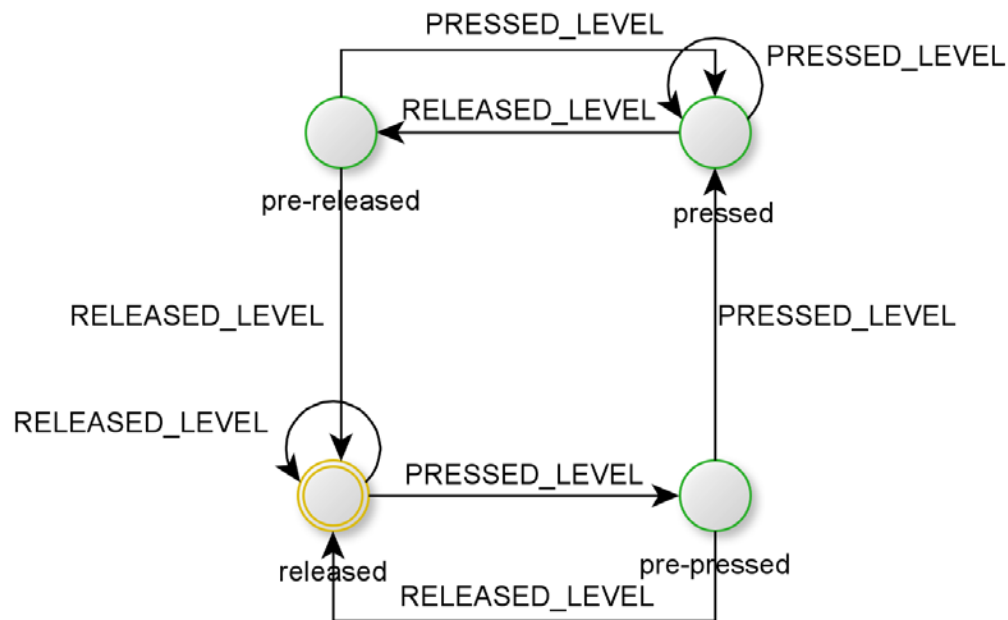 PRESSED_LEVEL
PRESSED_LEVEL
RELEASED_LEVEL
pre-released
pressed
RELEASED_LEVEL
PRESSED_LEVEL
RELEASED_LEVEL
PRESSED_LEVEL
released
pre-pressed
RELEASED_LEVEL